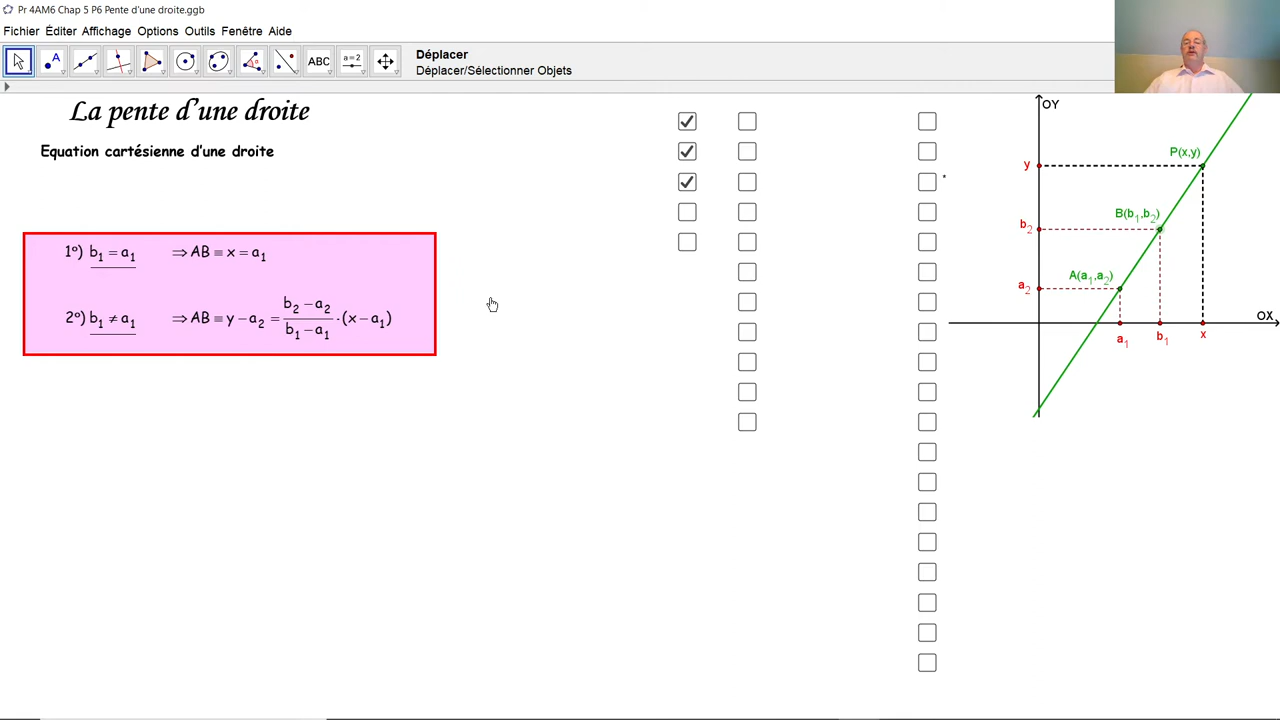 Pr 4AM6 Chap 5 P6 Pente d'une droite.ggb
Fichier Éditer Affichage Options Outils Fenêtre Aide
A
ABC
a=2
Déplacer
Déplacer/Sélectionner Objets
La pente d'une droite
Equation cartésienne d'une droite
1°) b₁ = a₁ ⇒ AB ≡ x = a₁
2°) b₁ ≠ a₁ ⇒ AB ≡ y − a₂ = (b₂ − a₂)/(b₁ − a₁) · (x − a₁)
*
OY
P(x,y)
y
B(b₁,b₂)
b₂
A(a₁,a₂)
a₂
OX
a₁ b₁ x